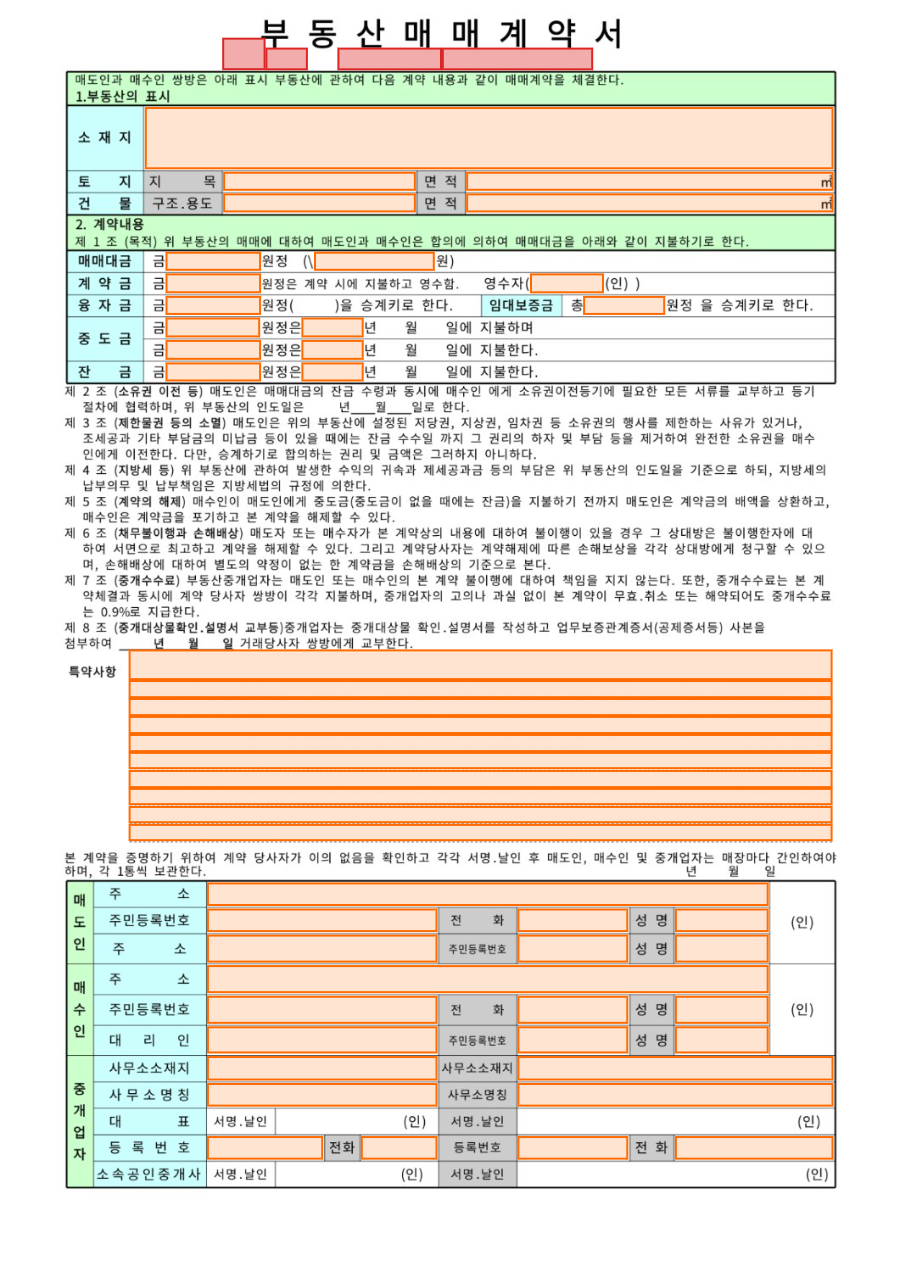 부동산매매계약서
매도인과 매수인 쌍방은 아래 표시 부동산에 관하여 다음 계약 내용과 같이 매매계약을 체결한다.
1.부동산의 표시
소 재 지
토 지 지 목 면 적 ㎡
건 물 구조.용도 면 적 ㎡
2. 계약내용
제 1 조 (목적) 위 부동산의 매매에 대하여 매도인과 매수인은 합의에 의하여 매매대금을 아래와 같이 지불하기로 한다.
매매대금 금 원정 (\ 원)
계 약 금 금 원정은 계약 시에 지불하고 영수함. 영수자( (인) )
융 자 금 금 원정( )을 승계키로 한다. 임대보증금 총 원정 을 승계키로 한다.
중 도 금 금 원정은 년 월 일에 지불하며
금 원정은 년 월 일에 지불한다.
잔 금 금 원정은 년 월 일에 지불한다.
제 2 조 (소유권 이전 등) 매도인은 매매대금의 잔금 수령과 동시에 매수인 에게 소유권이전등기에 필요한 모든 서류를 교부하고 등기
절차에 협력하며, 위 부동산의 인도일은 년___월___일로 한다.
제 3 조 (제한물권 등의 소멸) 매도인은 위의 부동산에 설정된 저당권, 지상권, 임차권 등 소유권의 행사를 제한하는 사유가 있거나,
조세공과 기타 부담금의 미납금 등이 있을 때에는 잔금 수수일 까지 그 권리의 하자 및 부담 등을 제거하여 완전한 소유권을 매수
인에게 이전한다. 다만, 승계하기로 합의하는 권리 및 금액은 그러하지 아니하다.
제 4 조 (지방세 등) 위 부동산에 관하여 발생한 수익의 귀속과 제세공과금 등의 부담은 위 부동산의 인도일을 기준으로 하되, 지방세의
납부의무 및 납부책임은 지방세법의 규정에 의한다.
제 5 조 (계약의 해제) 매수인이 매도인에게 중도금(중도금이 없을 때에는 잔금)을 지불하기 전까지 매도인은 계약금의 배액을 상환하고,
매수인은 계약금을 포기하고 본 계약을 해제할 수 있다.
제 6 조 (채무불이행과 손해배상) 매도자 또는 매수자가 본 계약상의 내용에 대하여 불이행이 있을 경우 그 상대방은 불이행한자에 대
하여 서면으로 최고하고 계약을 해제할 수 있다. 그리고 계약당사자는 계약해제에 따른 손해보상을 각각 상대방에게 청구할 수 있으
며, 손해배상에 대하여 별도의 약정이 없는 한 계약금을 손해배상의 기준으로 본다.
제 7 조 (중개수수료) 부동산중개업자는 매도인 또는 매수인의 본 계약 불이행에 대하여 책임을 지지 않는다. 또한, 중개수수료는 본 계
약체결과 동시에 계약 당사자 쌍방이 각각 지불하며, 중개업자의 고의나 과실 없이 본 계약이 무효.취소 또는 해약되어도 중개수수료
는 0.9%로 지급한다.
제 8 조 (중개대상물확인.설명서 교부등)중개업자는 중개대상물 확인.설명서를 작성하고 업무보증관계증서(공제증서등) 사본을
첨부하여 _____년 월 일 거래당사자 쌍방에게 교부한다.
특약사항
본 계약을 증명하기 위하여 계약 당사자가 이의 없음을 확인하고 각각 서명.날인 후 매도인, 매수인 및 중개업자는 매장마다 간인하여야
하며, 각 1통씩 보관한다. 년 월 일
매도인 주 소
주민등록번호 전 화 성 명 (인)
주 소 주민등록번호 성 명
매수인 주 소
주민등록번호 전 화 성 명 (인)
대 리 인 주민등록번호 성 명
중개업자 사무소소재지 사무소소재지
사무소명칭 사무소명칭
대 표 서명.날인 (인) 서명.날인 (인)
등 록 번 호 전화 등록번호 전 화
소속공인중개사 서명.날인 (인) 서명.날인 (인)